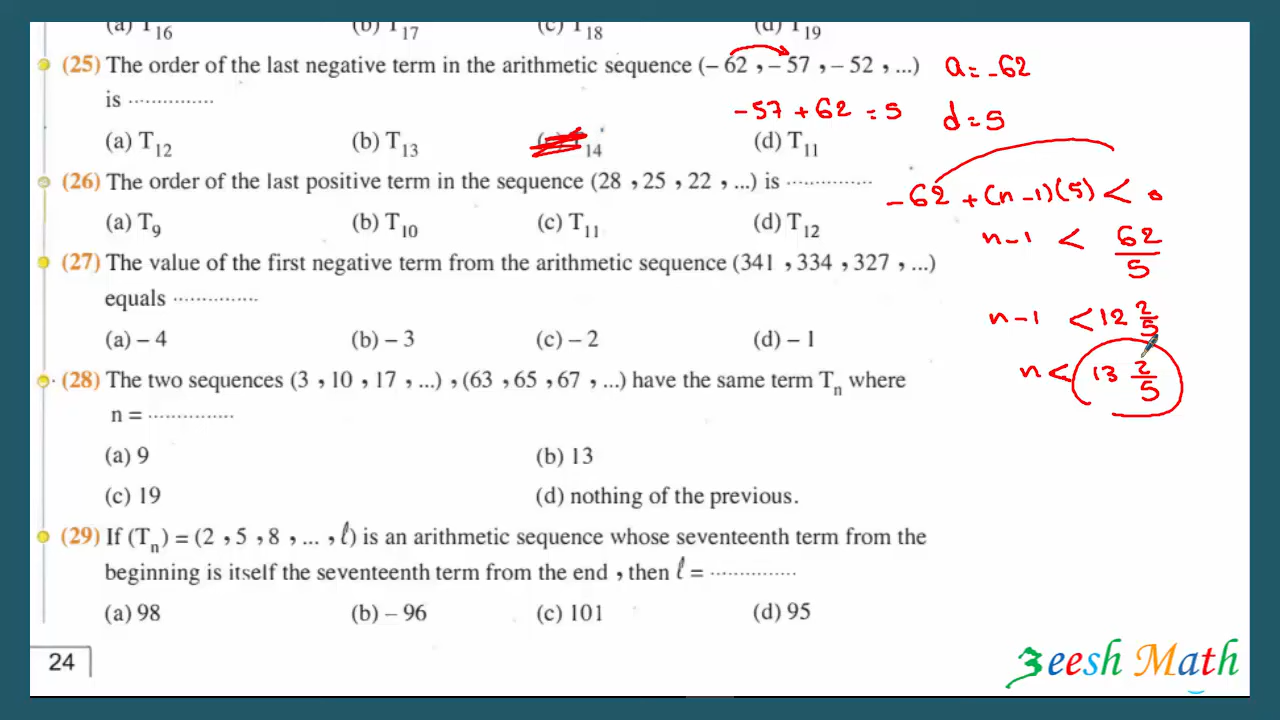 (a) T16 (b) T17 (c) T18 (d) T19
(25) The order of the last negative term in the arithmetic sequence (– 62 , – 57 , – 52 , ...)
is ...............
(a) T12 (b) T13 14 (d) T11
(26) The order of the last positive term in the sequence (28 , 25 , 22 , ...) is ...............
(a) T9 (b) T10 (c) T11 (d) T12
(27) The value of the first negative term from the arithmetic sequence (341 , 334 , 327 , ...)
equals ...............
(a) – 4 (b) – 3 (c) – 2 (d) – 1
(28) The two sequences (3 , 10 , 17 , ...) , (63 , 65 , 67 , ...) have the same term Tn where
n = ...............
(a) 9 (b) 13
(c) 19 (d) nothing of the previous.
(29) If (Tn) = (2 , 5 , 8 , ... , ℓ) is an arithmetic sequence whose seventeenth term from the
beginning is itself the seventeenth term from the end , then ℓ = ...............
(a) 98 (b) – 96 (c) 101 (d) 95
24
a = -62
-57 + 62 = 5
d = 5
-62 + (n -1)(5) < 0
n-1 < 62/5
n-1 < 12 2/5
n < 13 2/5
3eesh Math